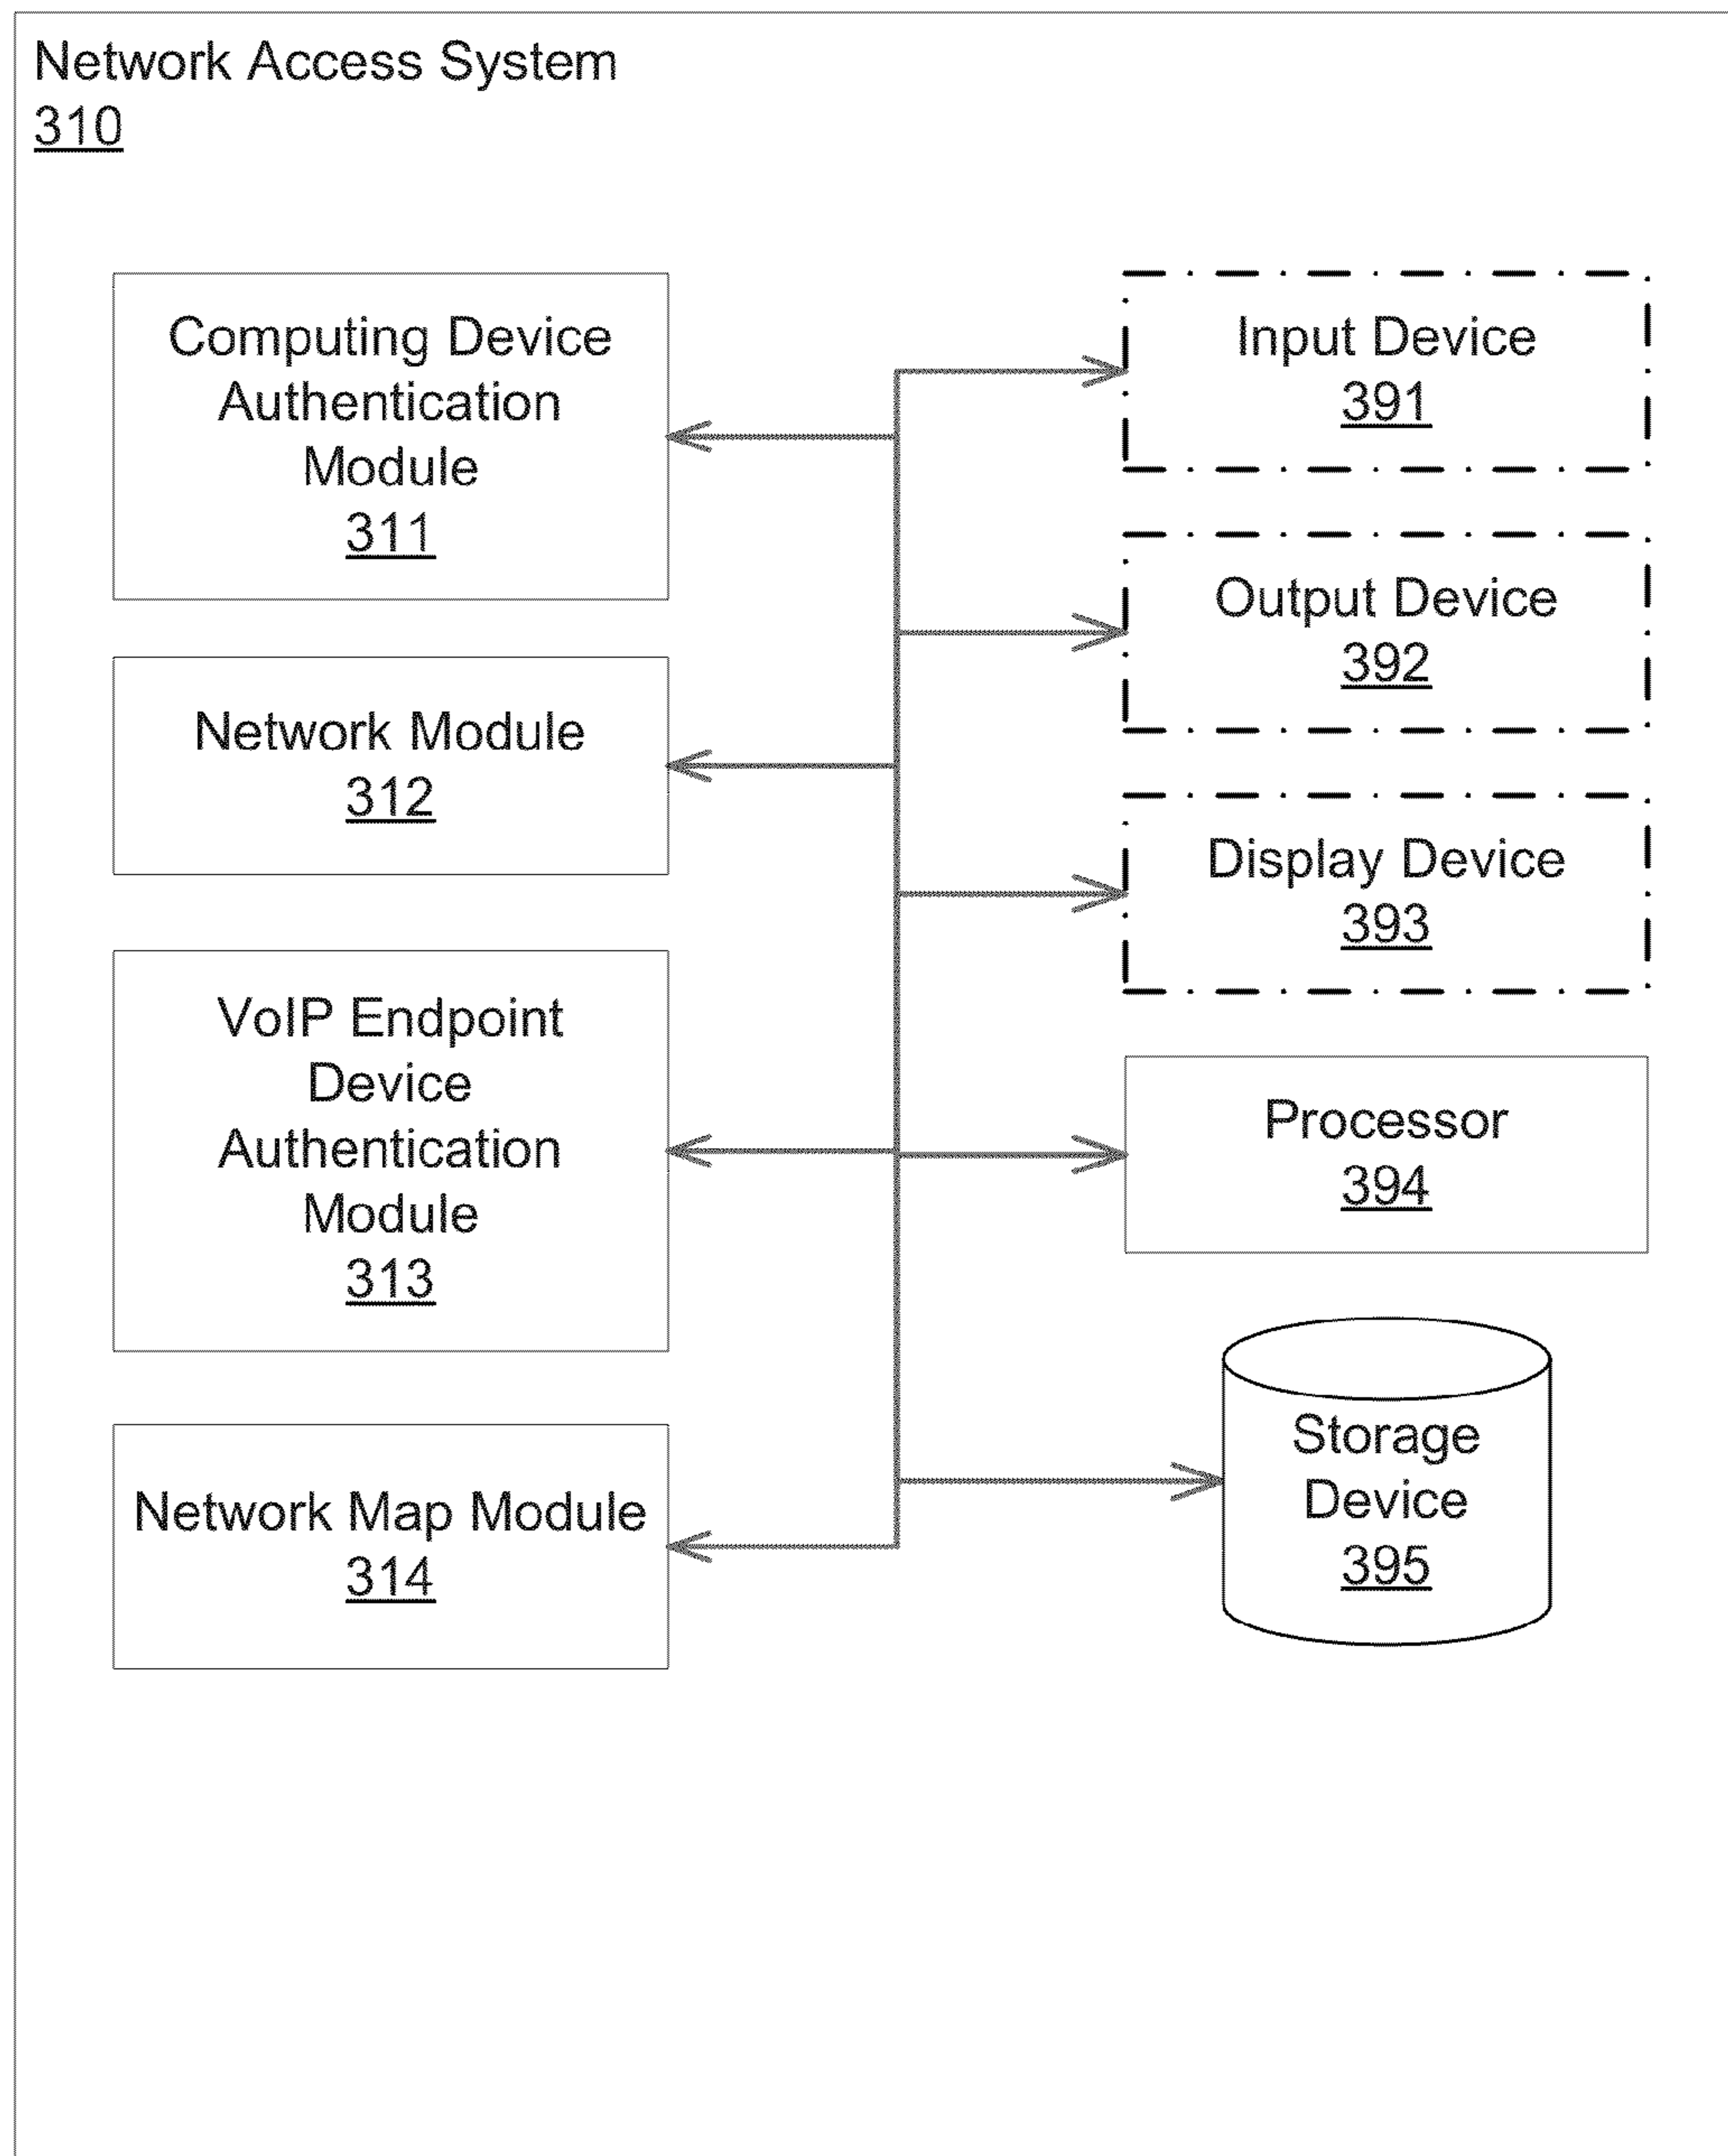 Network Access System
310
Computing Device
Authentication
Module
311
Network Module
312
VoIP Endpoint
Device
Authentication
Module
313
Network Map Module
314
Input Device
391
Output Device
392
Display Device
393
Processor
394
Storage
Device
395